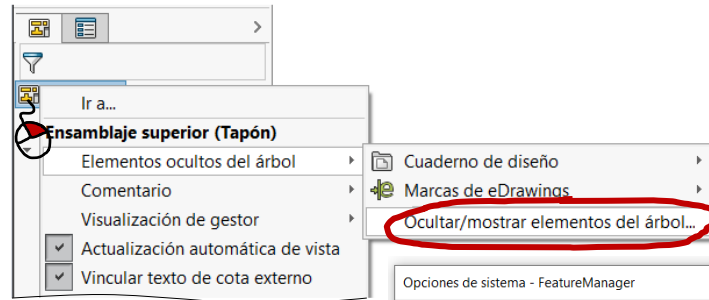 Ir a...
Ensamblaje superior (Tapón)
Elementos ocultos del árbol
Comentario
Visualización de gestor
Actualización automática de vista
Vincular texto de cota externo
Cuaderno de diseño
Marcas de eDrawings
Ocultar/mostrar elementos del árbol...
Opciones de sistema - FeatureManager